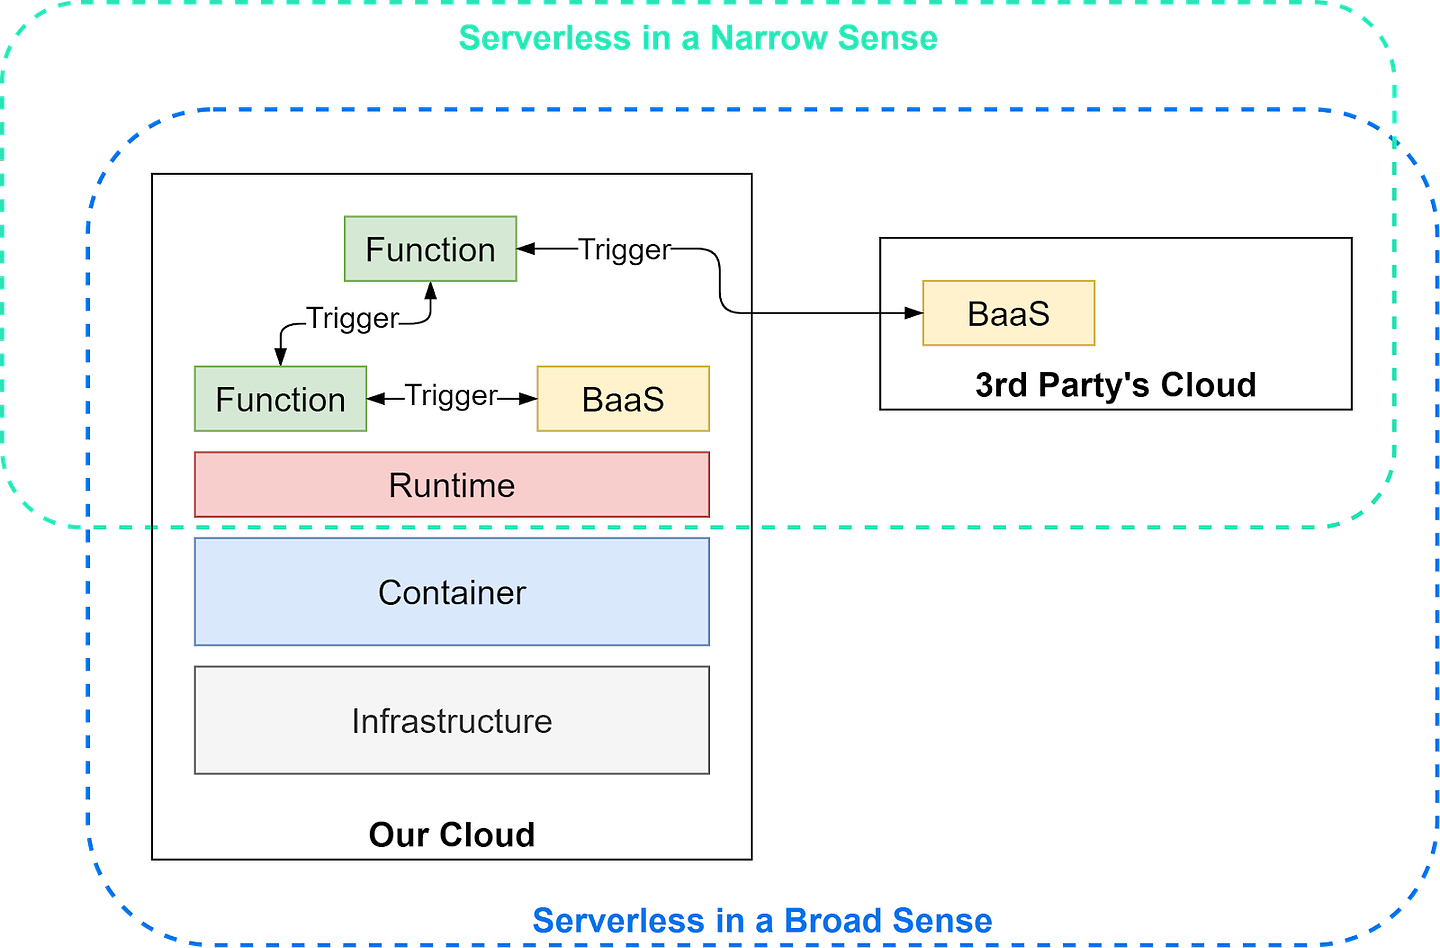 Serverless in a Narrow Sense
Function
Trigger
Trigger
BaaS
3rd Party's Cloud
Function
Trigger
BaaS
Runtime
Container
Infrastructure
Our Cloud
Serverless in a Broad Sense